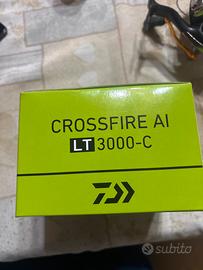 CROSSFIRE AI
LT 3000-C
subito